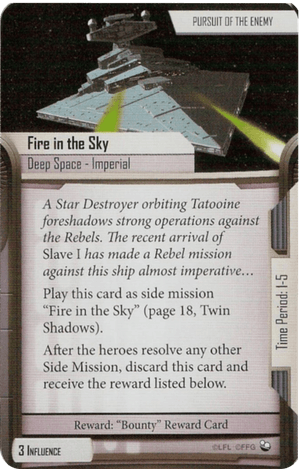 PURSUIT OF THE ENEMY
Fire in the Sky
Deep Space - Imperial
A Star Destroyer orbiting Tatooine
foreshadows strong operations against
the Rebels. The recent arrival of
Slave I has made a Rebel mission
against this ship almost imperative...
Play this card as side mission
“Fire in the Sky” (page 18, Twin
Shadows).
After the heroes resolve any other
Side Mission, discard this card and
receive the reward listed below.
Time Period: 1-5
Reward: “Bounty” Reward Card
3 INFLUENCE
©LFL ©FFG